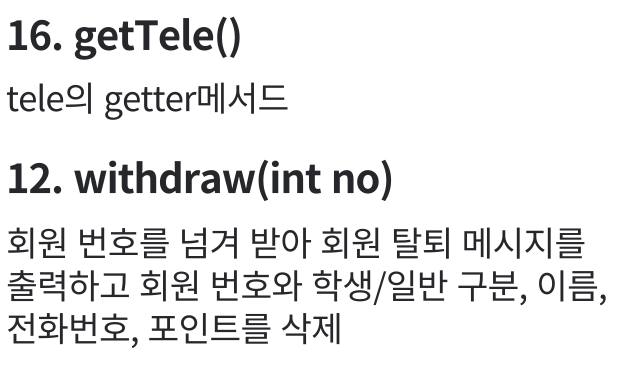 16. getTele()
tele의 getter메서드
12. withdraw(int no)
회원 번호를 넘겨 받아 회원 탈퇴 메시지를
출력하고 회원 번호와 학생/일반 구분, 이름,
전화번호, 포인트를 삭제